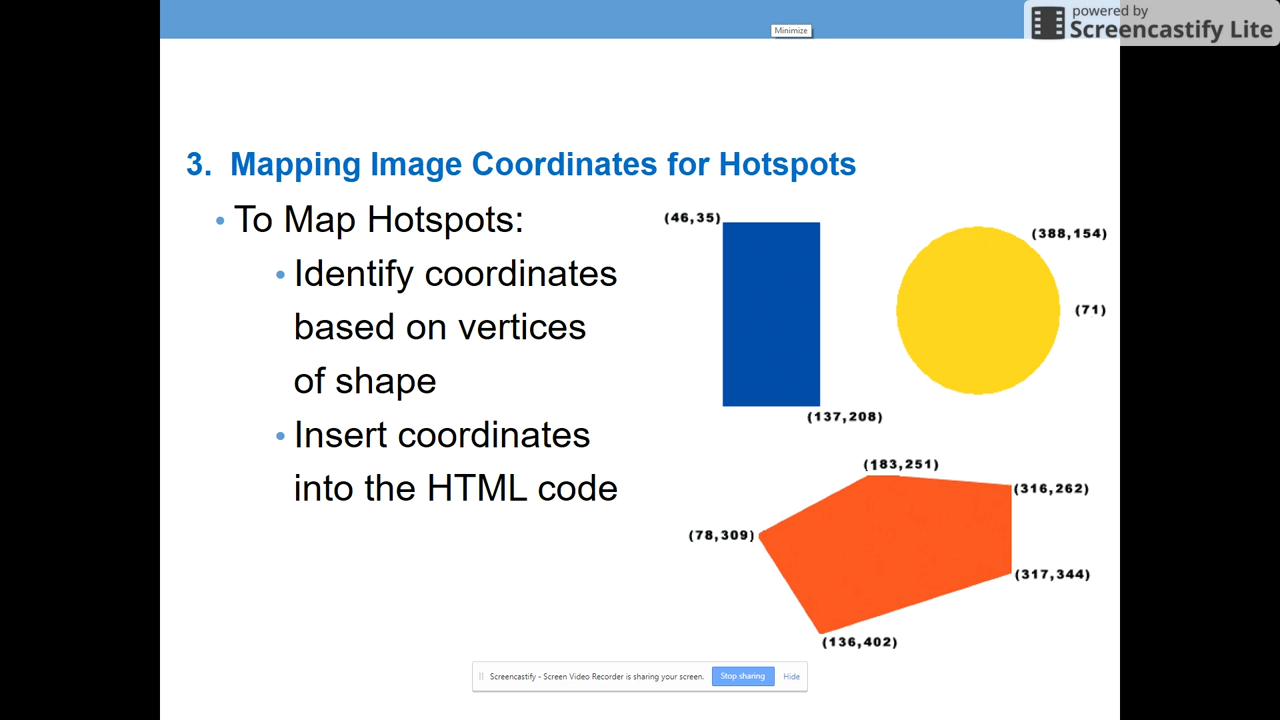 powered by
Screencastify Lite
Minimize
3. Mapping Image Coordinates for Hotspots
• To Map Hotspots:
• Identify coordinates
based on vertices
of shape
• Insert coordinates
into the HTML code
(46,35)
(388,154)
(71)
(137,208)
(183,251)
(316,262)
(78,309)
(317,344)
(136,402)
Screencastify - Screen Video Recorder is sharing your screen. Stop sharing Hide